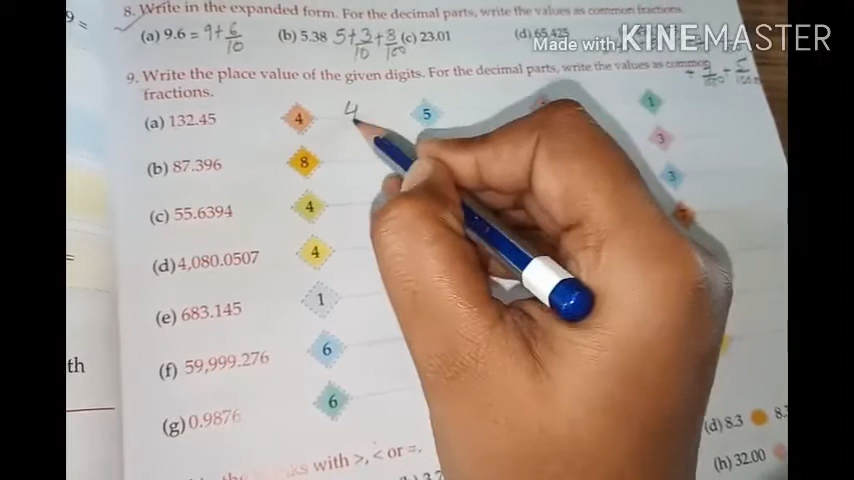 9 =
8. Write in the expanded form. For the decimal parts, write the values as common fractions.
(a) 9.6 = 9 + 6/10 (b) 5.38 5 + 3/10 + 8/100 (c) 23.01 (d) 65.425
Made with KINEMASTER
9. Write the place value of the given digits. For the decimal parts, write the values as common
fractions.
(a) 132.45 4 4 5 1
(b) 87.396 8 3
(c) 55.6394 4 3
(d) 4,080.0507 4
=
(e) 683.145 1
(f) 59,999.276 6
th
(g) 0.9876 6
(d) 8.3 8.
with >, < or =.
(h) 32.00